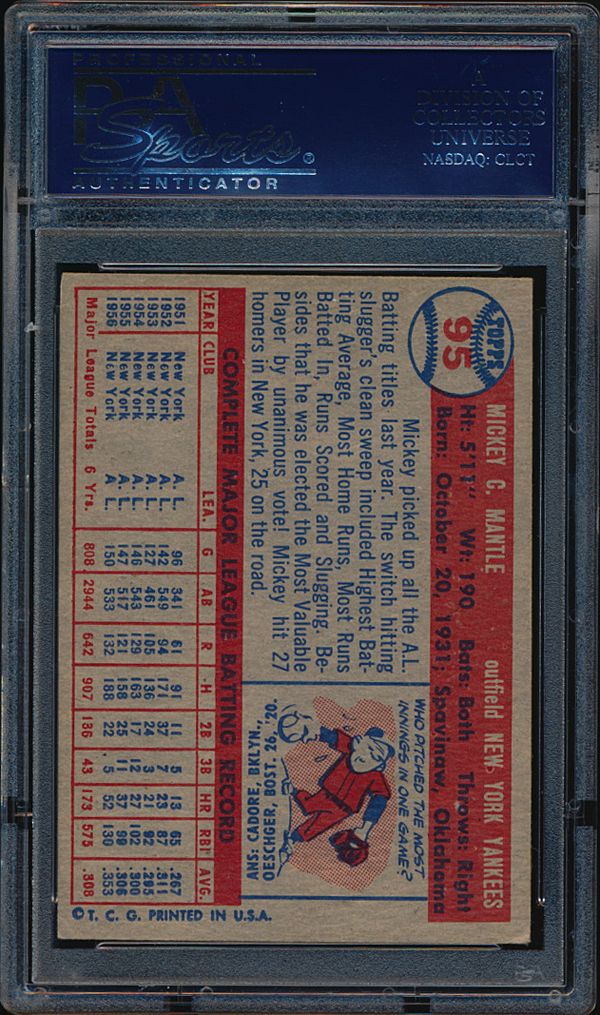 PROFESSIONAL
PSA
Sports®
AUTHENTICATOR
A
DIVISION OF
COLLECTORS
UNIVERSE
NASDAQ: CLCT
TOPPS
95
MICKEY C. MANTLE outfield NEW YORK YANKEES
Ht: 5'11" Wt: 190 Bats: Both Throws: Right
Born: October 20, 1931; Spavinaw, Oklahoma
Mickey picked up all the A.L.
Batting titles last year. The switch hitting
slugger's clean sweep included Highest Bat-
ting Average, Most Home Runs, Most Runs
Batted In, Runs Scored and Slugging. Be-
sides that he was elected the Most Valuable
Player by unanimous vote! Mickey hit 27
homers in New York, 25 on the road.
WHO PITCHED THE MOST
INNINGS IN ONE GAME?
ANS: CADORE, BKLYN.,
OESCHGER, BOST. 26, '20.
COMPLETE MAJOR LEAGUE BATTING RECORD
YEAR CLUB LEA. G AB R H 2B 3B HR RBI AVG.
1951 New York A. L. 96 341 61 91 11 5 13 65 .267
1952 New York A. L. 142 549 94 171 37 7 23 87 .311
1953 New York A. L. 127 461 105 136 24 3 21 92 .295
1954 New York A. L. 146 543 129 163 17 12 27 102 .300
1955 New York A. L. 147 517 121 158 25 11 37 99 .306
1956 New York A. L. 150 533 132 188 22 5 52 130 .353
Major League Totals 6 Yrs. 808 2944 642 907 136 43 173 575 .308
© T. C. G. PRINTED IN U.S.A.